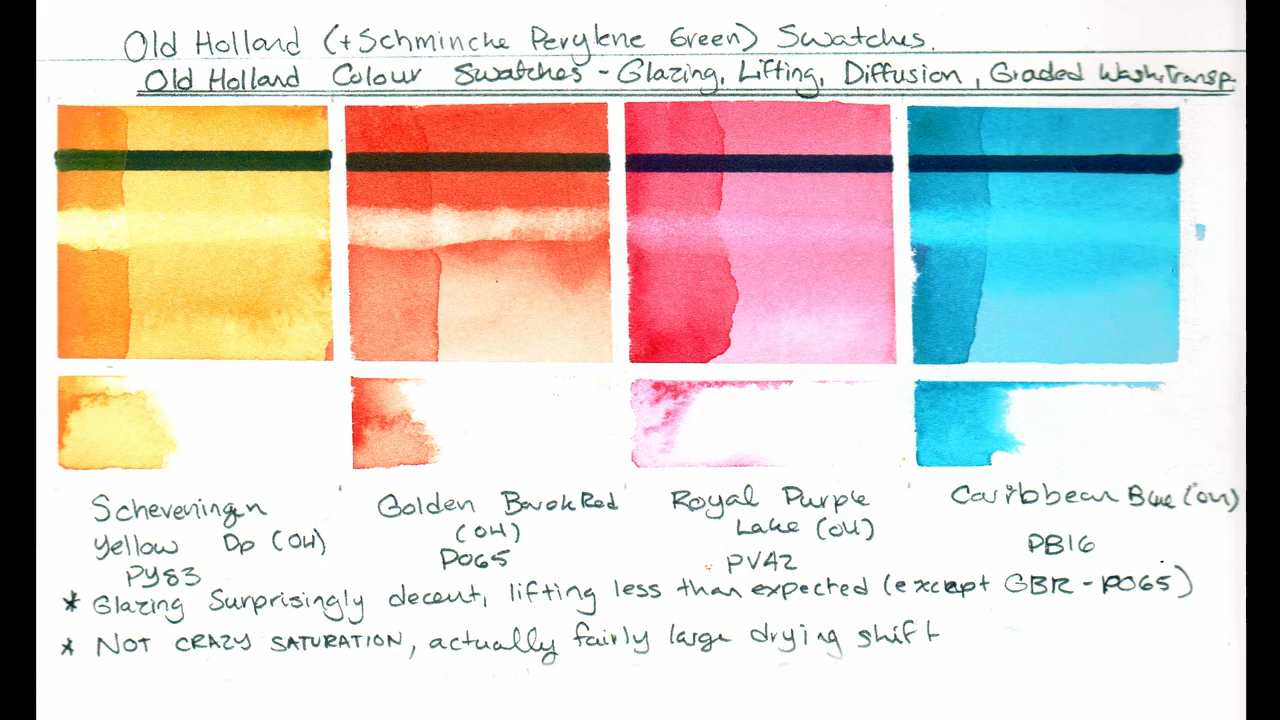 Old Holland (+Schmincke Perylene Green) Swatches.
Old Holland Colour Swatches - Glazing, Lifting, Diffusion, Graded Wash, Transp
Scheveningen
Yellow Dp (OH)
PY83
Golden Barok Red
(OH)
PO65
Royal Purple
Lake (OH)
PV42
Caribbean Blue (OH)
PB16
* Glazing Surprisingly decent, lifting less than expected (except GBR - PO65)
* NOT CRAZY SATURATION, actually fairly large drying shift